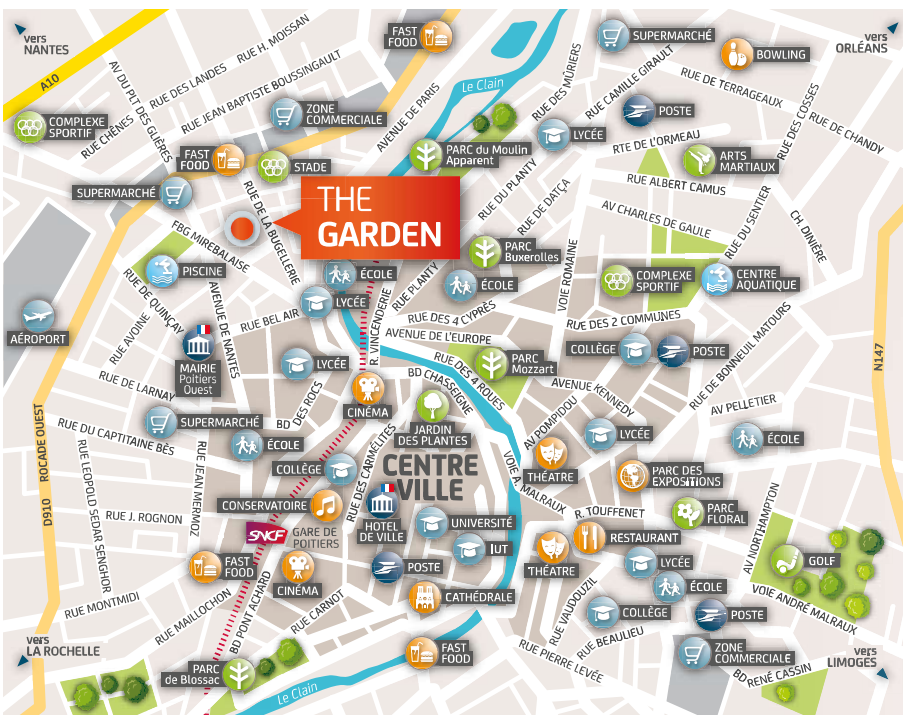 vers
NANTES
A10
AV DU PIT DES GUIÈRES
RUE DES LANDES
RUE H. MOISSAN
RUE JEAN BAPTISTE BOUSSINGAULT
RUE CHÊNES
FAST
FOOD
Le Clain
SUPERMARCHÉ
BOWLING
vers
ORLÉANS
COMPLEXE
SPORTIF
ZONE
COMMERCIALE
AVENUE DE PARIS
RUE DES MÛRIERS
RUE CAMILLE GIRAULT
RUE DE TERRAGEAUX
RUE DES COSSES
RUE DE CHANDY
POSTE
LYCÉE
RTE DE L'ORMEAU
FAST
FOOD
STADE
PARC du Moulin
Apparent
ARTS
MARTIAUX
SUPERMARCHÉ
RUE DE LA BUGELLERIE
THE
GARDEN
RUE DU PLANTY
RUE DE DATÇA
RUE ALBERT CAMUS
AV CHARLES DE GAULE
RUE DU SENTIER
CH. DINIÈRE
FBG MIREBALAISE
PARC
Buxerolles
VOIE ROMAINE
PISCINE
ÉCOLE
ÉCOLE
COMPLEXE
SPORTIF
CENTRE
AQUATIQUE
RUE DE QUINÇAY
AVENUE DE NANTES
LYCÉE
RUE PLANTY
RUE BEL AIR
R. VINCENDERIE
RUE DES 4 CYPRÈS
RUE DES 2 COMMUNES
RUE DE BONNEUIL MATOURS
AÉROPORT
RUE AVOINE
AVENUE DE L'EUROPE
COLLÈGE
POSTE
N147
MAIRIE
Poitiers
Ouest
LYCÉE
BD CHASSEIGNE
RUE DES 4 ROUES
PARC
Mozzart
RUE DE LARNAY
BD DES ROCS
CINÉMA
AVENUE KENNEDY
AV POMPIDOU
AV PELLETIER
D910 ROCADE OUEST
RUE DU CAPTITAINE BÈS
SUPERMARCHÉ
ÉCOLE
JARDIN
DES PLANTES
LYCÉE
ÉCOLE
RUE LEOPOLD SEDAR SENGHOR
RUE JEAN MERMOZ
COLLÈGE
RUE DES CARMÉLITES
CENTRE
VILLE
VOIE A. MALRAUX
THÉATRE
PARC DES
EXPOSITIONS
CONSERVATOIRE
RUE J. ROGNON
SNCF
GARE DE
POITIERS
HOTEL
DE VILLE
UNIVERSITÉ
R. TOUFFENET
PARC
FLORAL
AV NORTHAMPTON
IUT
RESTAURANT
FAST
FOOD
CINÉMA
POSTE
THÉATRE
LYCÉE
GOLF
ÉCOLE
CATHÉDRALE
RUE MONTMIDI
RUE MAILLOCHON
BD PONT ACHARD
RUE CARNOT
RUE VAUDOUZIL
COLLÈGE
POSTE
VOIE ANDRÉ MALRAUX
RUE BEAULIEU
vers
LA ROCHELLE
PARC
de Blossac
FAST
FOOD
RUE PIERRE LEVÉE
ZONE
COMMERCIALE
vers
LIMOGES
BD RENÉ CASSIN
Le Clain